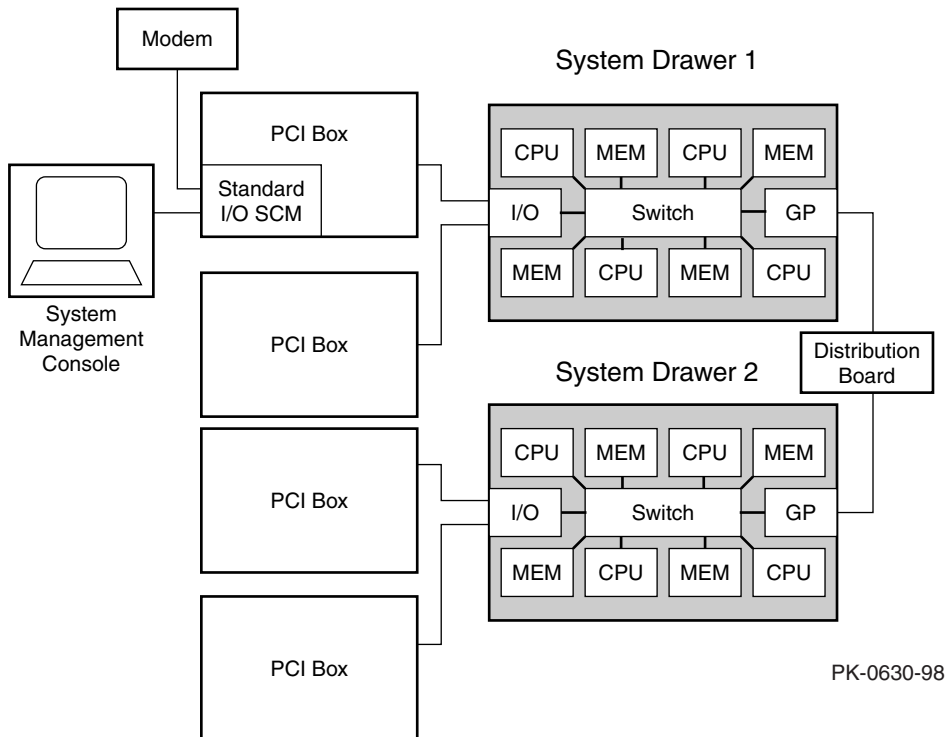 Modem
System Drawer 1
PCI Box
CPU MEM CPU MEM
Standard
I/O SCM
I/O Switch GP
MEM CPU MEM CPU
System
Management
Console
PCI Box
Distribution
Board
System Drawer 2
CPU MEM CPU MEM
PCI Box
I/O Switch GP
MEM CPU MEM CPU
PCI Box
PK-0630-98